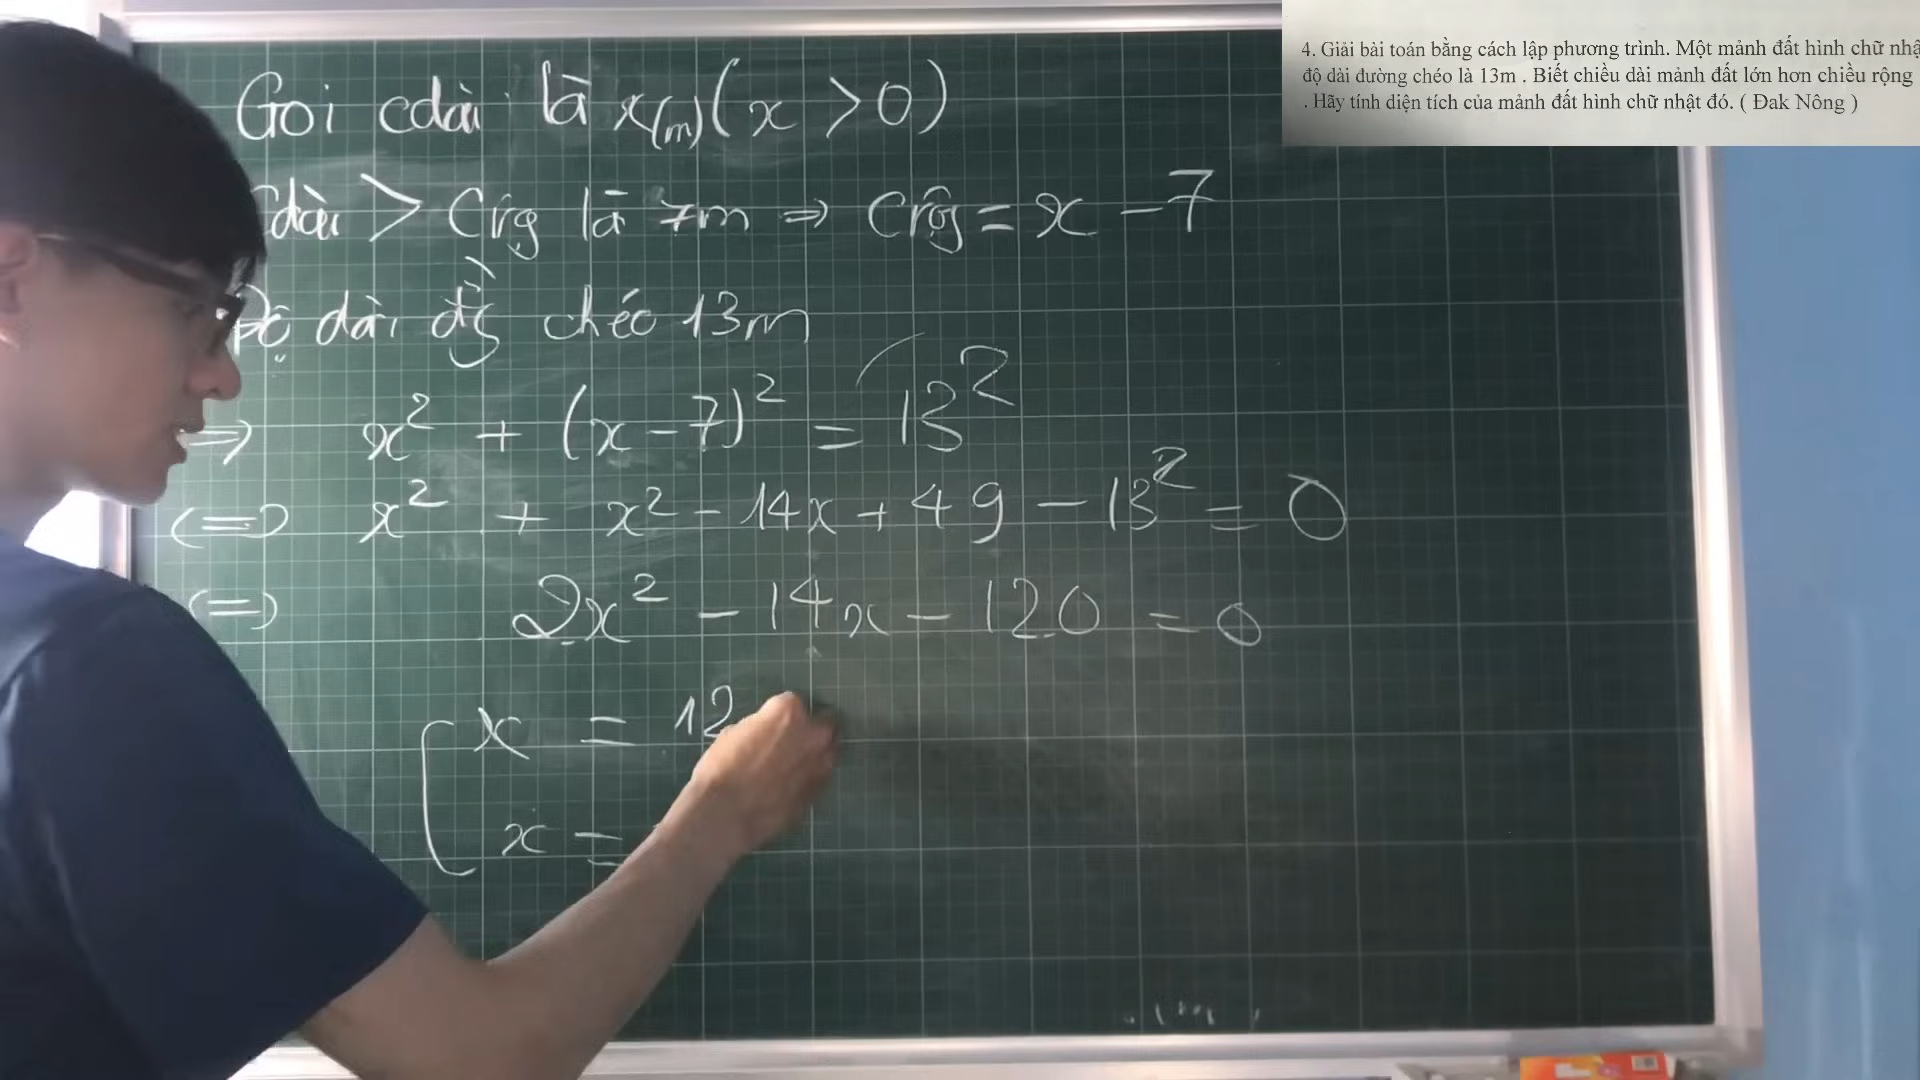 4. Giải bài toán bằng cách lập phương trình. Một mảnh đất hình chữ nhậ
độ dài đường chéo là 13m . Biết chiều dài mảnh đất lớn hơn chiều rộng
. Hãy tính diện tích của mảnh đất hình chữ nhật đó. ( Đak Nông )
Gọi cdài là x(m) (x > 0)
dài > Crg là 7m => Crộg = x - 7
Độ dài đg chéo 13m
=> x² + (x - 7)² = 13²
<=> x² + x² - 14x + 49 - 13² = 0
<=> 2x² - 14x - 120 = 0
x = 12
x =